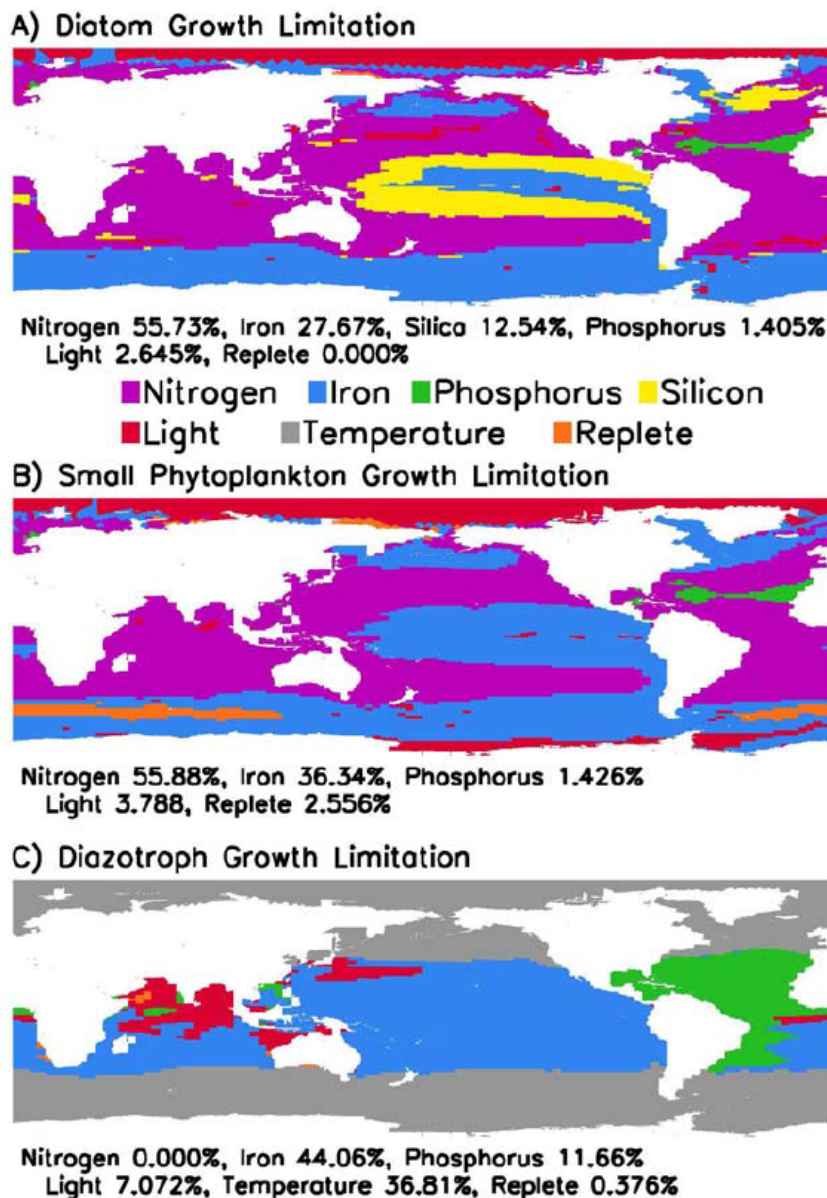 A) Diatom Growth Limitation
Nitrogen 55.73%, Iron 27.67%, Silica 12.54%, Phosphorus 1.405%
Light 2.645%, Replete 0.000%
Nitrogen Iron Phosphorus Silicon
Light Temperature Replete
B) Small Phytoplankton Growth Limitation
Nitrogen 55.88%, Iron 36.34%, Phosphorus 1.426%
Light 3.788, Replete 2.556%
C) Diazotroph Growth Limitation
Nitrogen 0.000%, Iron 44.06%, Phosphorus 11.66%
Light 7.072%, Temperature 36.81%, Replete 0.376%